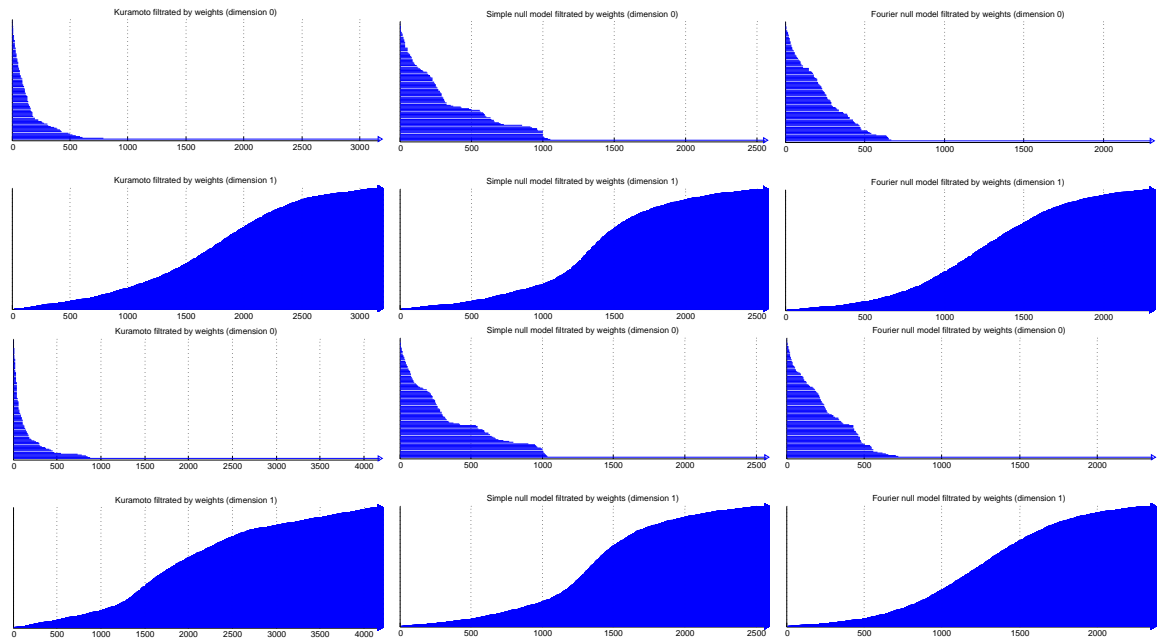 Kuramoto filtrated by weights (dimension 0)
Simple null model filtrated by weights (dimension 0)
Fourier null model filtrated by weights (dimension 0)
0 500 1000 1500 2000 2500 3000
0 500 1000 1500 2000 2500
0 500 1000 1500 2000
Kuramoto filtrated by weights (dimension 1)
Simple null model filtrated by weights (dimension 1)
Fourier null model filtrated by weights (dimension 1)
0 500 1000 1500 2000 2500 3000
0 500 1000 1500 2000 2500
0 500 1000 1500 2000
Kuramoto filtrated by weights (dimension 0)
Simple null model filtrated by weights (dimension 0)
Fourier null model filtrated by weights (dimension 0)
0 500 1000 1500 2000 2500 3000 3500 4000
0 500 1000 1500 2000 2500
0 500 1000 1500 2000
Kuramoto filtrated by weights (dimension 1)
Simple null model filtrated by weights (dimension 1)
Fourier null model filtrated by weights (dimension 1)
0 500 1000 1500 2000 2500 3000 3500 4000
0 500 1000 1500 2000 2500
0 500 1000 1500 2000